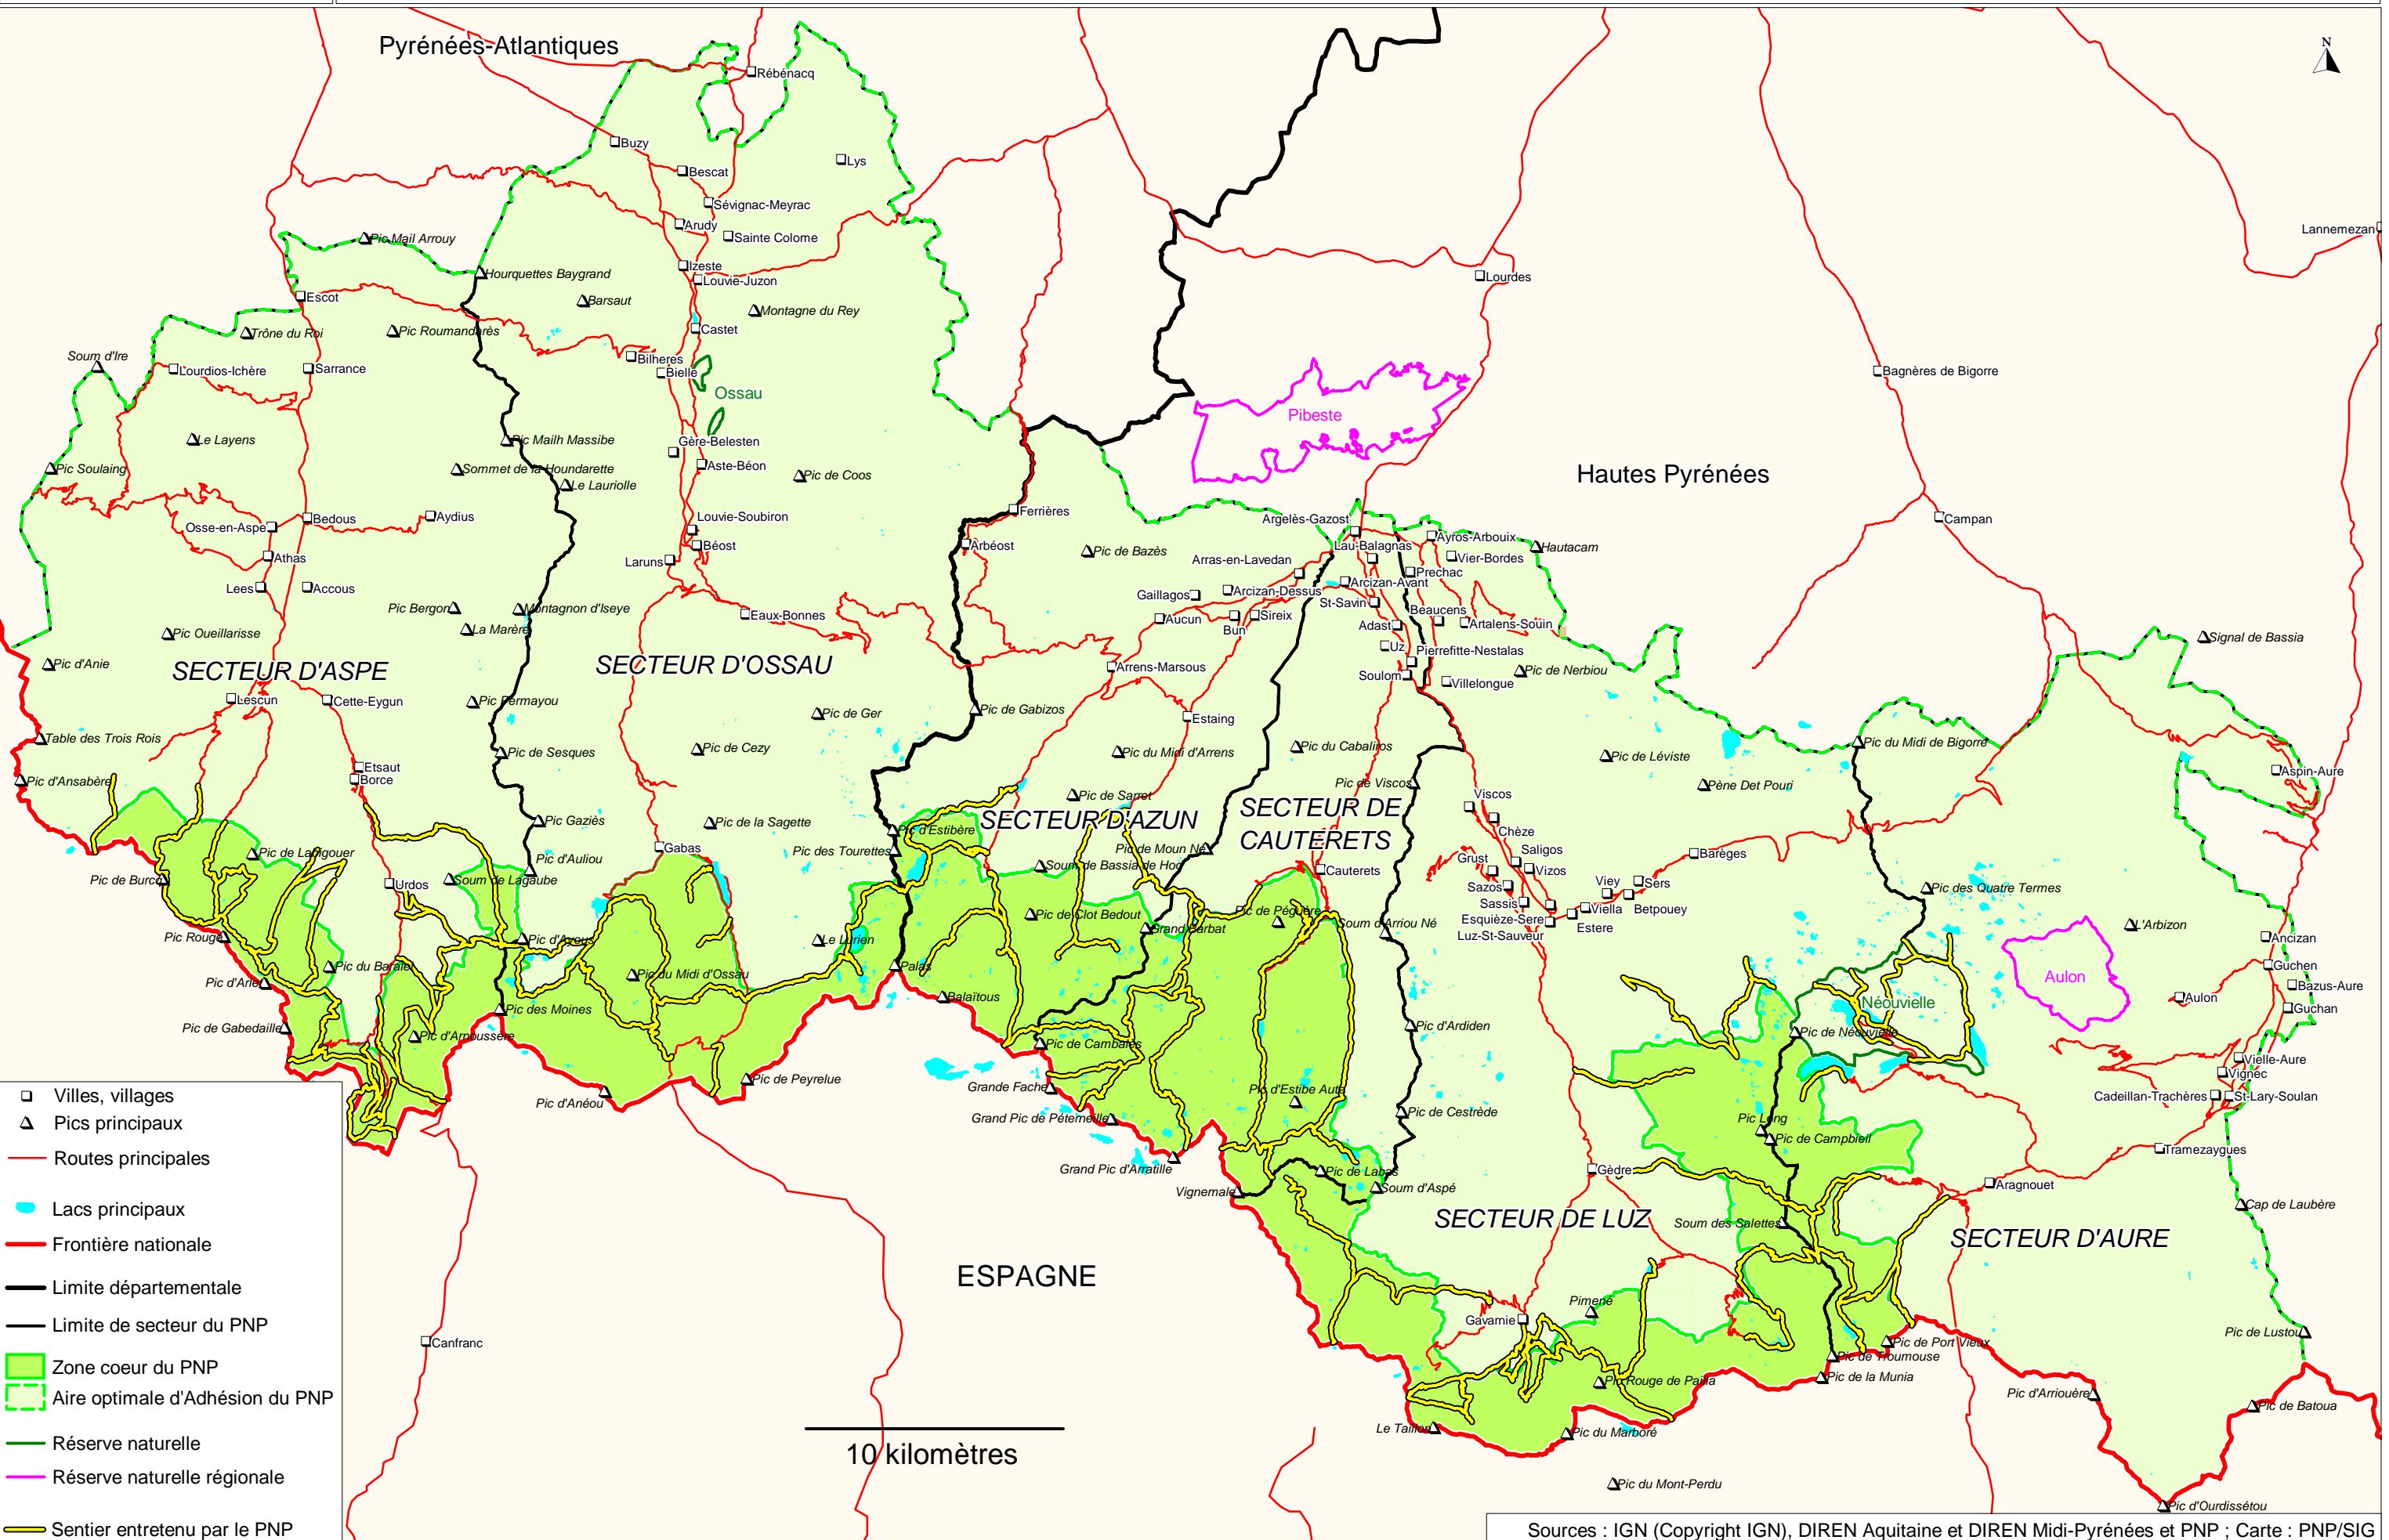 Pyrénées-Atlantiques
N
Rébénacq
Buzy
Lys
Bescat
Sévignac-Meyrac
Arudy
Sainte Colome
Lannemezan
Pic Mail Arrouy
Izeste
Hourquettes Baygrand
Louvie-Juzon
Lourdes
Escot
Barsaut
Montagne du Rey
Trône du Roi
Pic Roumandarès
Castet
Soum d'Ire
Bilheres
Lourdios-Ichère
Sarrance
Bielle
Bagnères de Bigorre
Ossau
Pibeste
Le Layens
Pic Mailh Massibe
Gère-Belesten
Pic Soulaing
Sommet de la Houndarette
Aste-Béon
Pic de Coos
Hautes Pyrénées
Le Lauriolle
Ferrières
Osse-en-Aspe
Bedous
Aydius
Louvie-Soubiron
Argelès-Gazost
Campan
Béost
Arbéost
Pic de Bazès
Lau-Balagnas
Ayros-Arbouix
Hautacam
Athas
Laruns
Arras-en-Lavedan
Vier-Bordes
Prechac
Lees
Accous
Arcizan-Avant
Gaillagos
Arcizan-Dessus
St-Savin
Pic Bergon
Montagnon d'Iseye
Eaux-Bonnes
Aucun
Bun
Sireix
Beaucens
Adast
Artalens-Soüin
La Marère
Pic Oueillarisse
Signal de Bassia
Uz
Pierrefitte-Nestalas
Pic d'Anie
SECTEUR D'ASPE
SECTEUR D'OSSAU
Arrens-Marsous
Soulom
Villelongue
Pic de Nerbiou
Lescun
Cette-Eygun
Pic Permayou
Pic de Ger
Pic de Gabizos
Estaing
Table des Trois Rois
Pic de Sesques
Pic de Cezy
Pic du Midi d'Arrens
Pic du Cabaliros
Pic de Léviste
Pic du Midi de Bigorre
Etsaut
Borce
Pic d'Ansabère
Pic de Viscos
Pène Det Pouri
Aspin-Aure
Pic de Sarret
Viscos
Pic Gaziès
Pic de la Sagette
Pic d'Estibère
SECTEUR D'AZUN
SECTEUR DE
CAUTERETS
Chèze
Pic de Ladigouer
Pic d'Auliou
Gabas
Pic des Tourettes
Pic de Moun Né
Saligos
Barèges
Grust
Pic de Burcq
Urdos
Soum de Lagaube
Soum de Bassia de Hoo
Cauterets
Vizos
Sazos
Viey
Sers
Pic des Quatre Termes
Sassis
Viella
Betpouey
Pic de Clot Bedout
Pic de Péguère
Esquièze-Sere
Estere
Luz-St-Sauveur
Soum d'Arriou Né
L'Arbizon
Pic Rouge
Pic d'Ayous
Le Lurien
Grand Barbat
Ancizan
Pic du Baralet
Pic du Midi d'Ossau
Palas
Guchen
Aulon
Pic d'Arie
Bazus-Aure
Balaïtous
Aulon
Néouvielle
Guchan
Pic des Moines
Pic de Gabedaille
Pic d'Arnoussère
Pic d'Ardiden
Pic de Néouvielle
Pic de Cambales
Vielle-Aure
Vignec
Pic de Peyrelue
Grande Fache
Pic d'Estibe Aute
Pic d'Anéou
Cadeillan-Trachères
St-Lary-Soulan
Grand Pic de Péterneille
Pic de Cestrède
Pic Long
Pic de Campbieil
Tramezaygues
Grand Pic d'Arratille
Pic de Labas
Gèdre
Aragnouet
Vignemale
Soum d'Aspé
Cap de Laubère
SECTEUR DE LUZ
Soum des Salettes
SECTEUR D'AURE
ESPAGNE
Pimené
Gavarnie
Canfranc
Pic de Lustou
Pic de Port Vieux
Pic de Troumouse
Pic Rouge de Pailla
Pic de la Munia
Pic d'Arriouère
Pic de Batoua
Le Taillon
Pic du Marboré
10 kilomètres
Pic du Mont-Perdu
Pic d'Ourdissétou
Villes, villages
Pics principaux
Routes principales
Lacs principaux
Frontière nationale
Limite départementale
Limite de secteur du PNP
Zone coeur du PNP
Aire optimale d'Adhésion du PNP
Réserve naturelle
Réserve naturelle régionale
Sentier entretenu par le PNP
Sources : IGN (Copyright IGN), DIREN Aquitaine et DIREN Midi-Pyrénées et PNP ; Carte : PNP/SIG